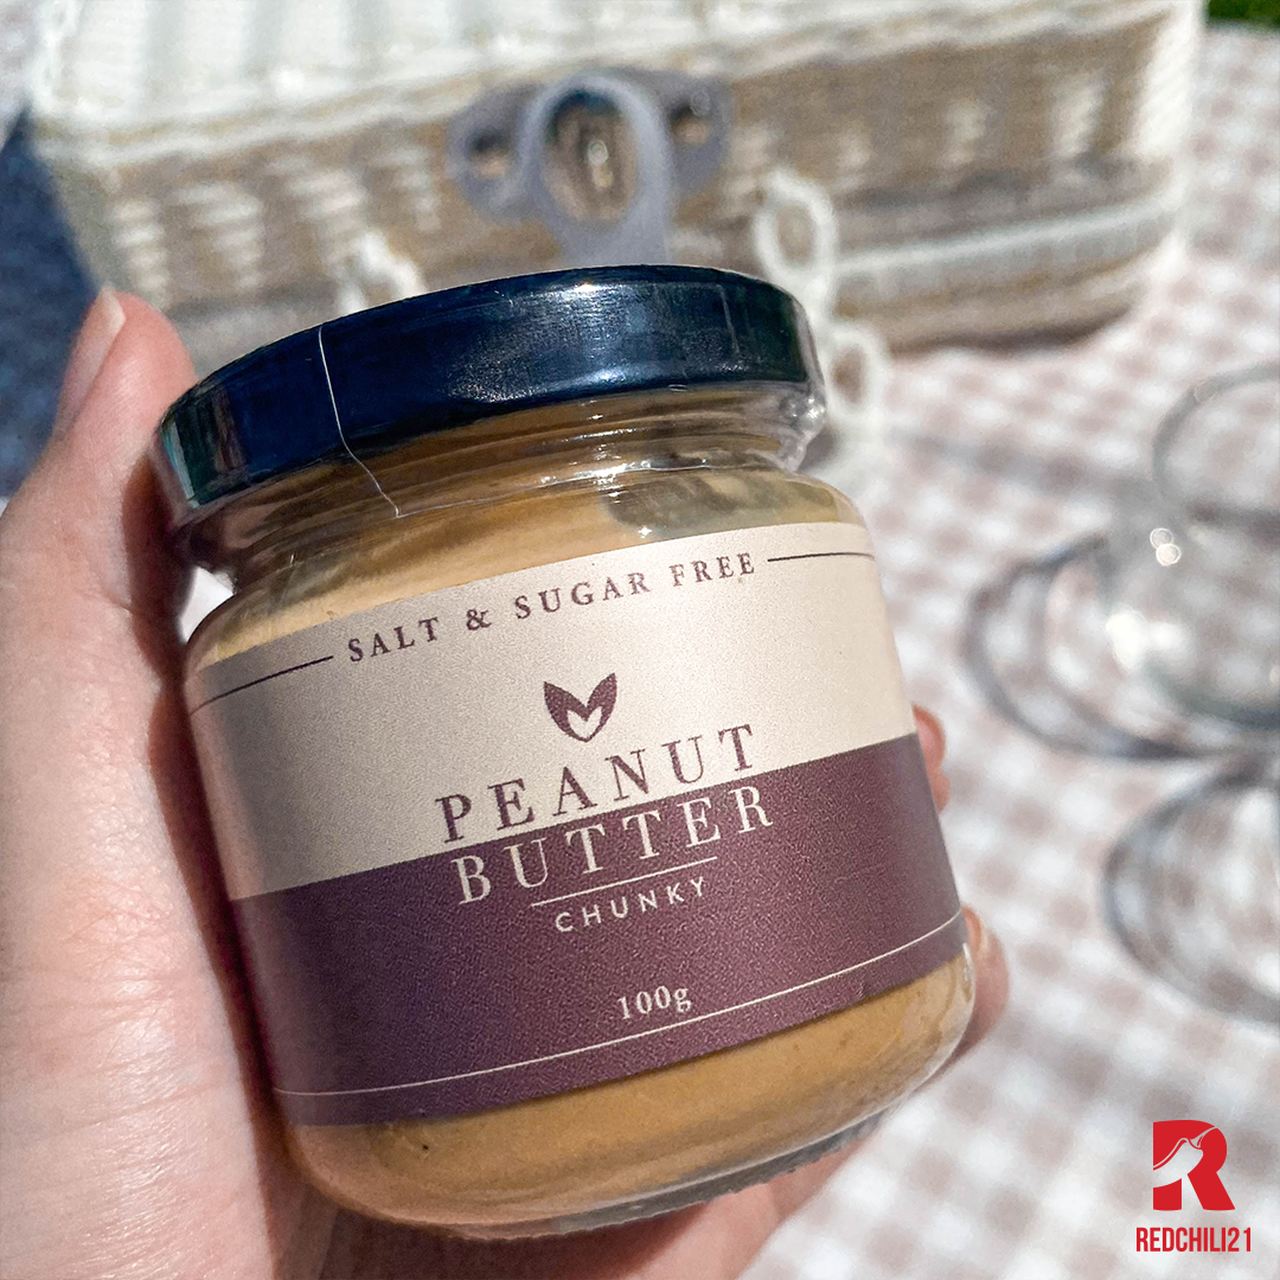 SALT & SUGAR FREE
PEANUT
BUTTER
CHUNKY
100g
REDCHILI21